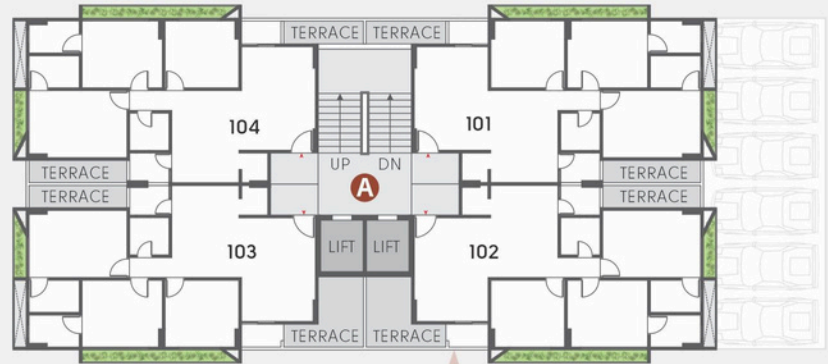 TERRACE TERRACE
104
101
UP DN
TERRACE
TERRACE
A
TERRACE
TERRACE
103
LIFT LIFT
102
TERRACE TERRACE